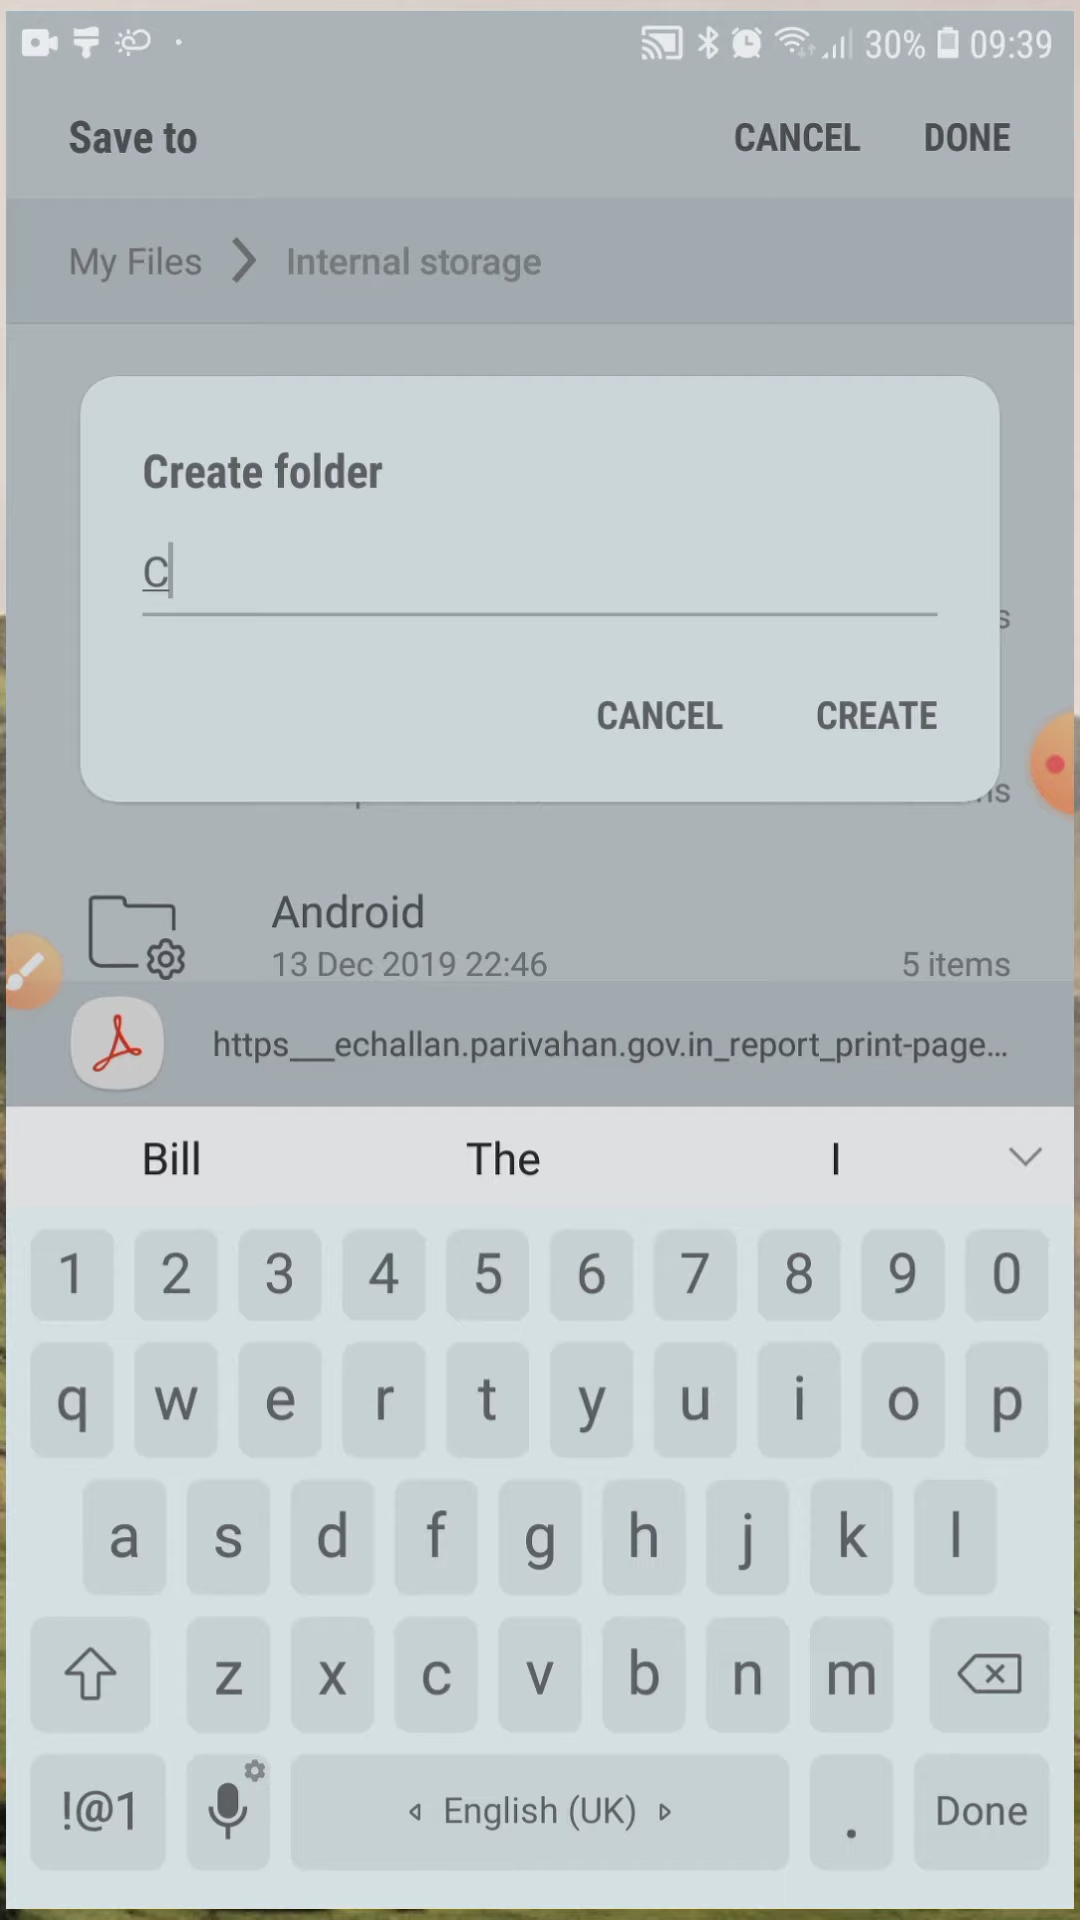 30% 09:39
Save to CANCEL DONE
My Files Internal storage
Create folder
C
s
CANCEL CREATE
ns
Android
13 Dec 2019 22:46 5 items
https___echallan.parivahan.gov.in_report_print-page...
Bill The I
1 2 3 4 5 6 7 8 9 0
q w e r t y u i o p
a s d f g h j k l
z x c v b n m
!@1 English (UK) . Done